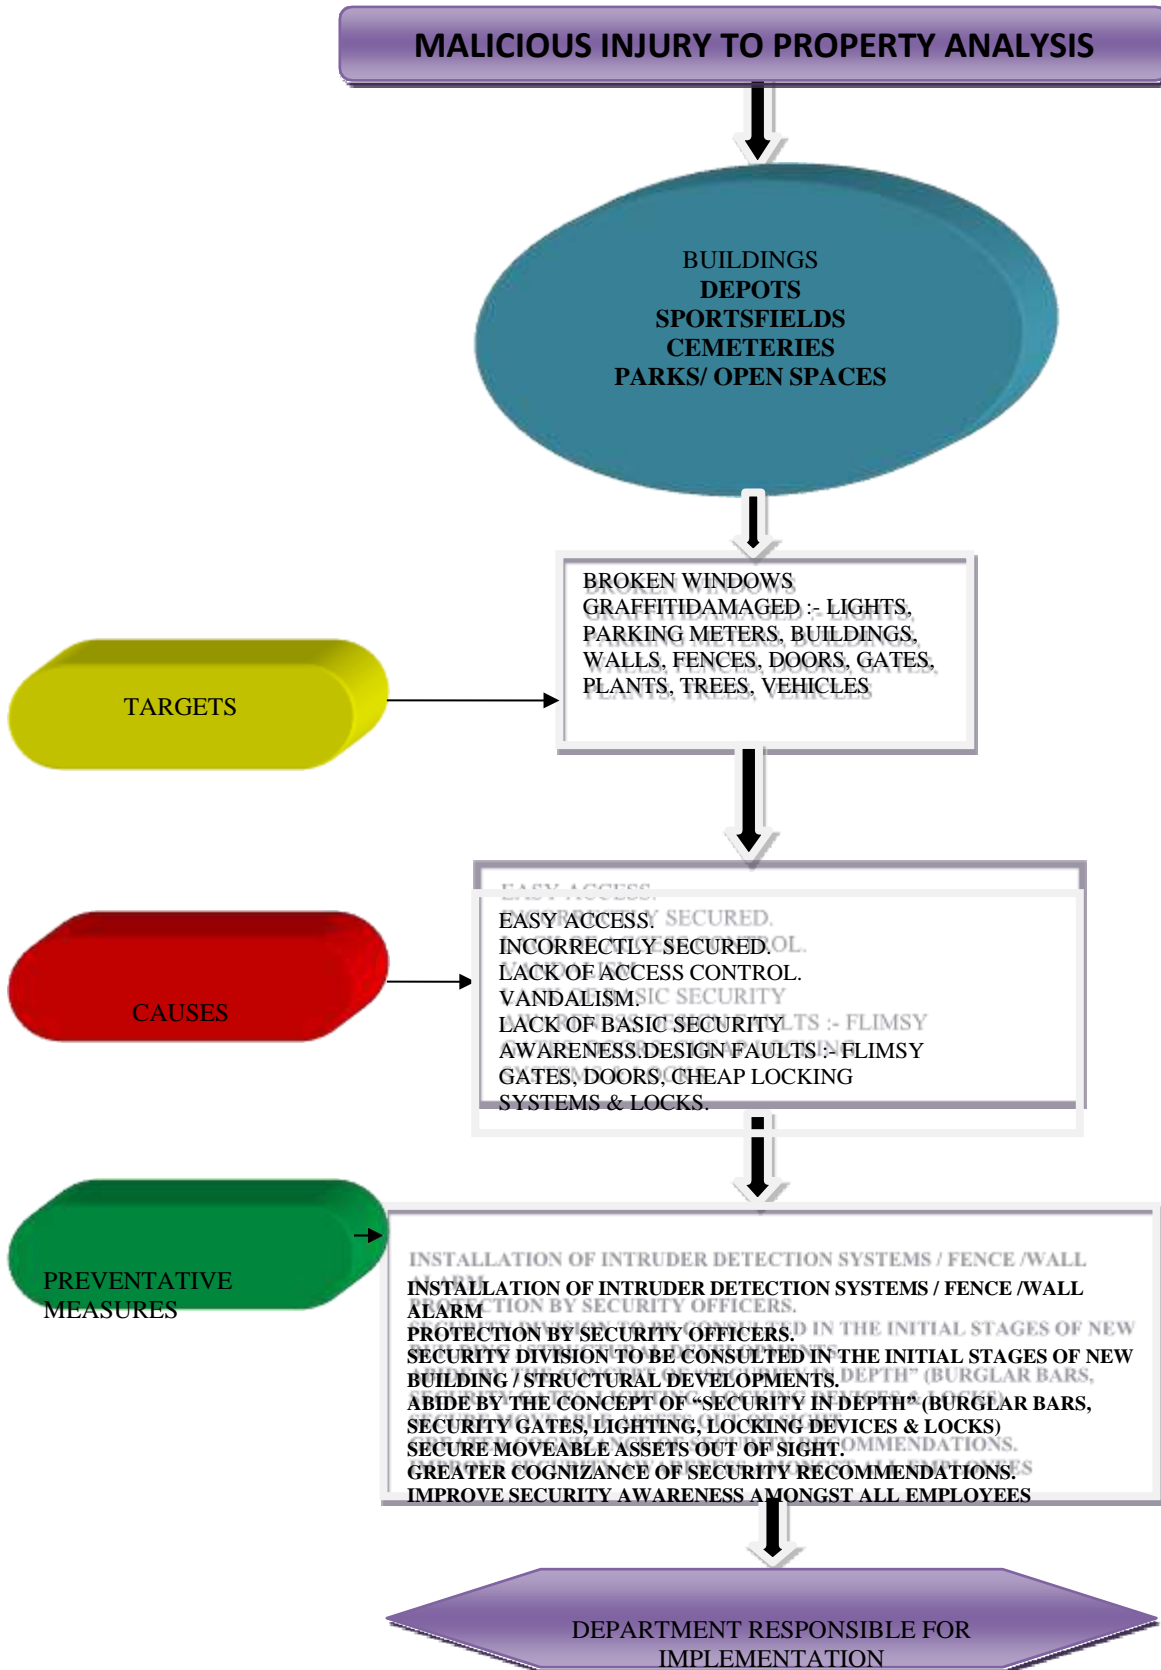 MALICIOUS INJURY TO PROPERTY ANALYSIS
BUILDINGS
DEPOTS
SPORTSFIELDS
CEMETERIES
PARKS/ OPEN SPACES
BROKEN WINDOWS
GRAFFITIDAMAGED :- LIGHTS,
PARKING METERS, BUILDINGS,
WALLS, FENCES, DOORS, GATES,
PLANTS, TREES, VEHICLES
TARGETS
EASY ACCESS.
INCORRECTLY SECURED.
LACK OF ACCESS CONTROL.
VANDALISM.
LACK OF BASIC SECURITY
AWARENESS.DESIGN FAULTS :- FLIMSY
GATES, DOORS, CHEAP LOCKING
SYSTEMS & LOCKS.
CAUSES
PREVENTATIVE
MEASURES
INSTALLATION OF INTRUDER DETECTION SYSTEMS / FENCE /WALL
ALARM
PROTECTION BY SECURITY OFFICERS.
SECURITY DIVISION TO BE CONSULTED IN THE INITIAL STAGES OF NEW
BUILDING / STRUCTURAL DEVELOPMENTS.
ABIDE BY THE CONCEPT OF “SECURITY IN DEPTH” (BURGLAR BARS,
SECURITY GATES, LIGHTING, LOCKING DEVICES & LOCKS)
SECURE MOVEABLE ASSETS OUT OF SIGHT.
GREATER COGNIZANCE OF SECURITY RECOMMENDATIONS.
IMPROVE SECURITY AWARENESS AMONGST ALL EMPLOYEES
DEPARTMENT RESPONSIBLE FOR
IMPLEMENTATION